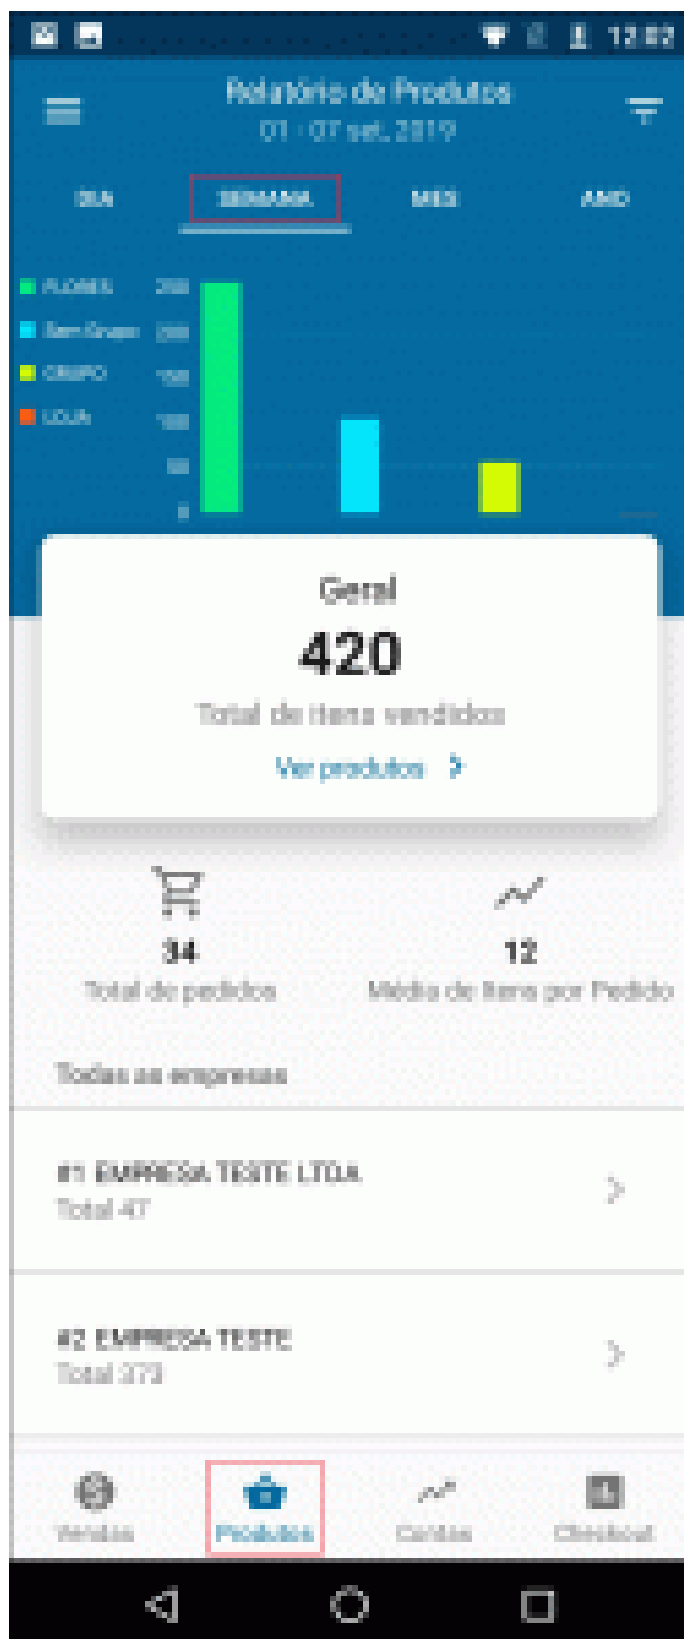 12:02
Relatório de Produtos
01 - 07 set. 2019
DIA SEMANA MES ANO
FLORES
Sem Grupo
GRUPO
LOJA
250
200
150
100
50
0
Geral
420
Total de itens vendidos
Ver produtos
34
Total de pedidos
12
Média de Itens por Pedido
Todas as empresas
#1 EMPRESA TESTE LTDA
Total 47
#2 EMPRESA TESTE
Total 373
Vendas Produtos Contas Checkout